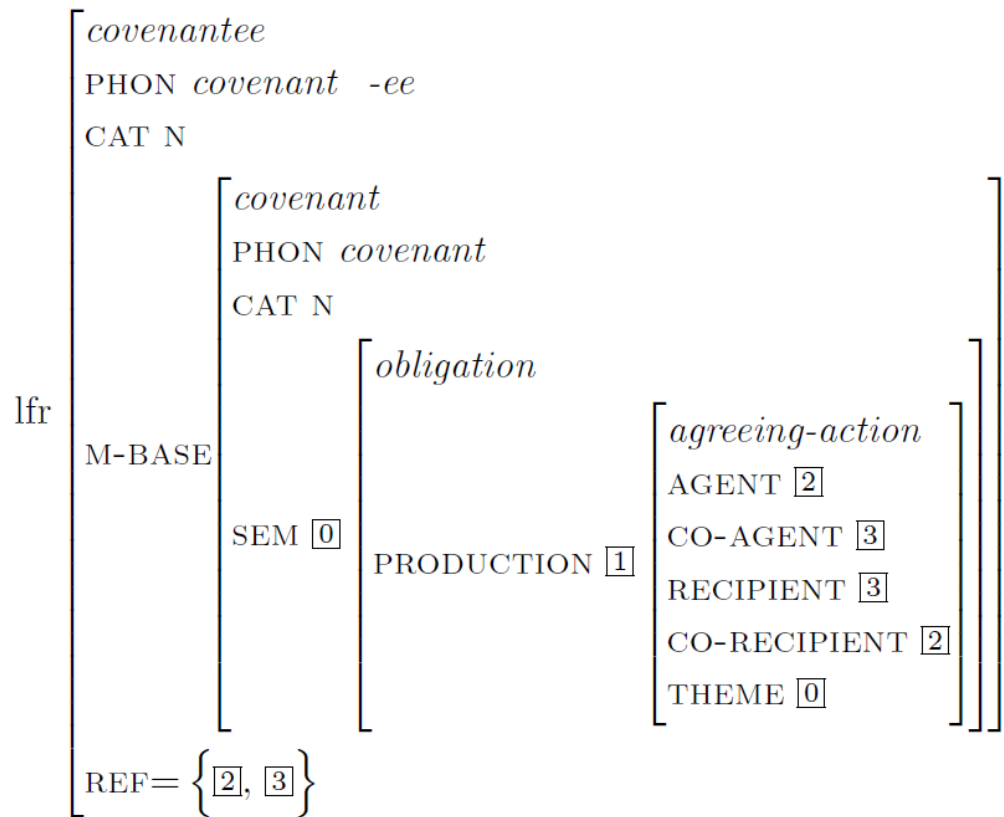 covenantee
PHON covenant -ee
CAT N
covenant
PHON covenant
CAT N
obligation
agreeing-action
lfr
M-BASE
AGENT 2
SEM 0
CO-AGENT 3
PRODUCTION 1
RECIPIENT 3
CO-RECIPIENT 2
THEME 0
REF= {2, 3}